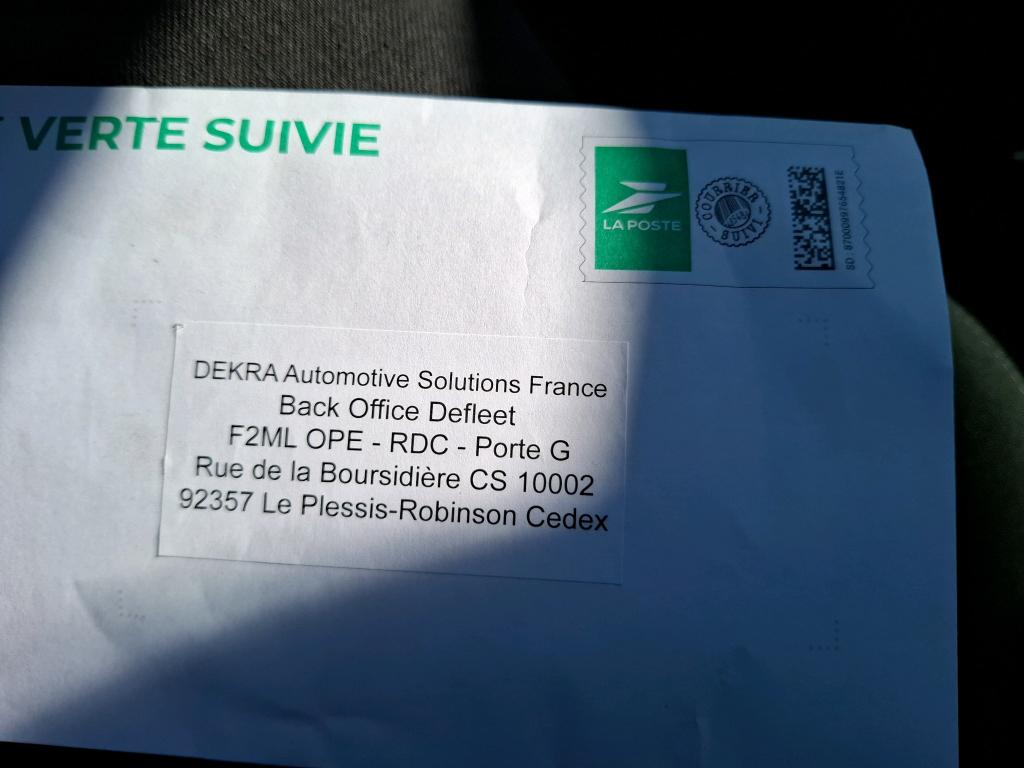 VERTE SUIVIE
LA POSTE
COURRIER
SUIVI
DEKRA Automotive Solutions France
Back Office Defleet
F2ML OPE - RDC - Porte G
Rue de la Boursidière CS 10002
92357 Le Plessis-Robinson Cedex